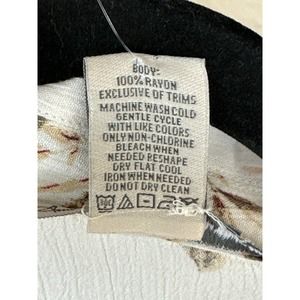 BODY:
100% RAYON
EXCLUSIVE OF TRIMS
MACHINE WASH COLD
GENTLE CYCLE
WITH LIKE COLORS
ONLY NON-CHLORINE
BLEACH WHEN
NEEDED RESHAPE
DRY FLAT COOL
IRON WHEN NEEDED
DO NOT DRY CLEAN